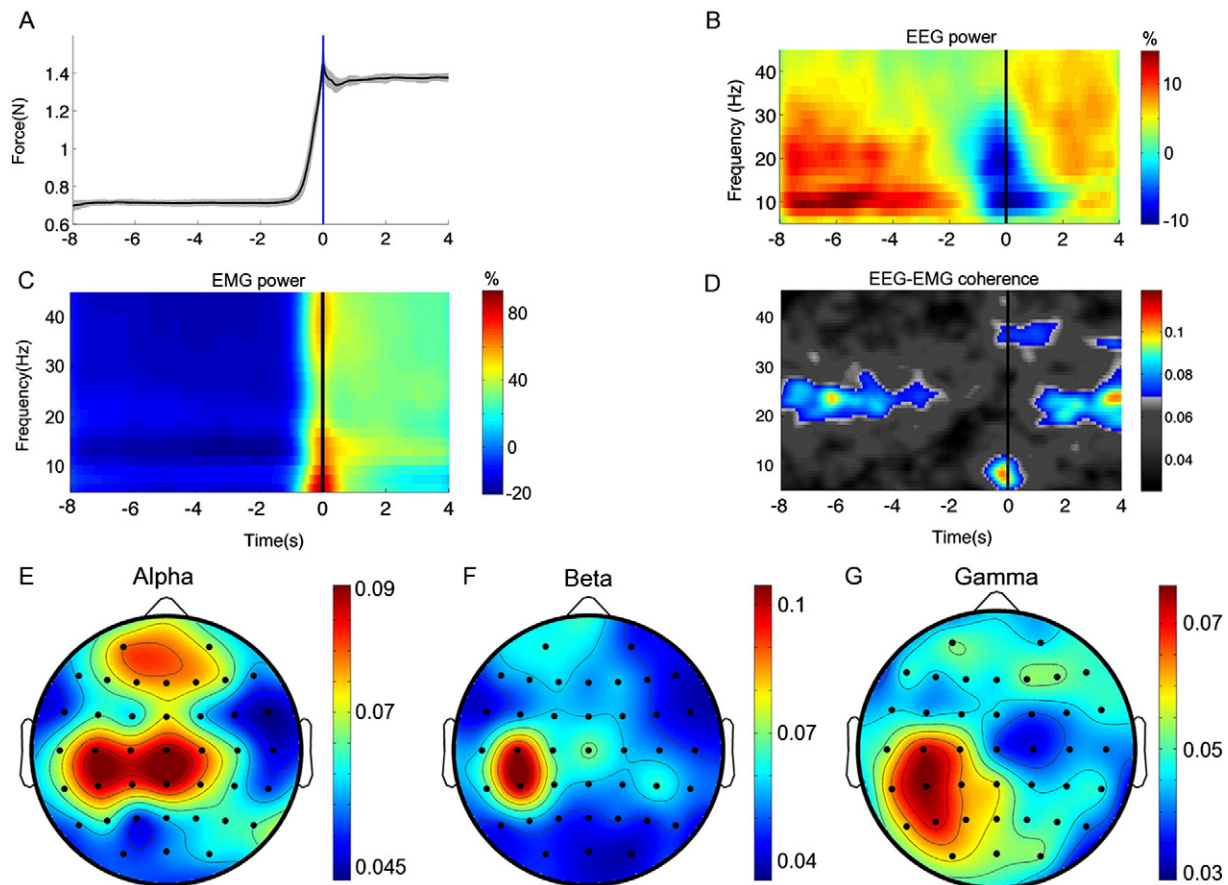 A
Force(N)
1.4
1.2
1
0.8
0.6
-8 -6 -4 -2 0 2 4
B
EEG power
%
Frequency (Hz)
40
30
20
10
10
0
-10
-8 -6 -4 -2 0 2 4
C
EMG power
%
Frequency(Hz)
40
30
20
10
80
40
0
-20
-8 -6 -4 -2 0 2 4
Time(s)
D
EEG-EMG coherence
40
30
20
10
0.1
0.08
0.06
0.04
-8 -6 -4 -2 0 2 4
Time(s)
E
Alpha
0.09
0.07
0.045
F
Beta
0.1
0.07
0.04
G
Gamma
0.07
0.05
0.03